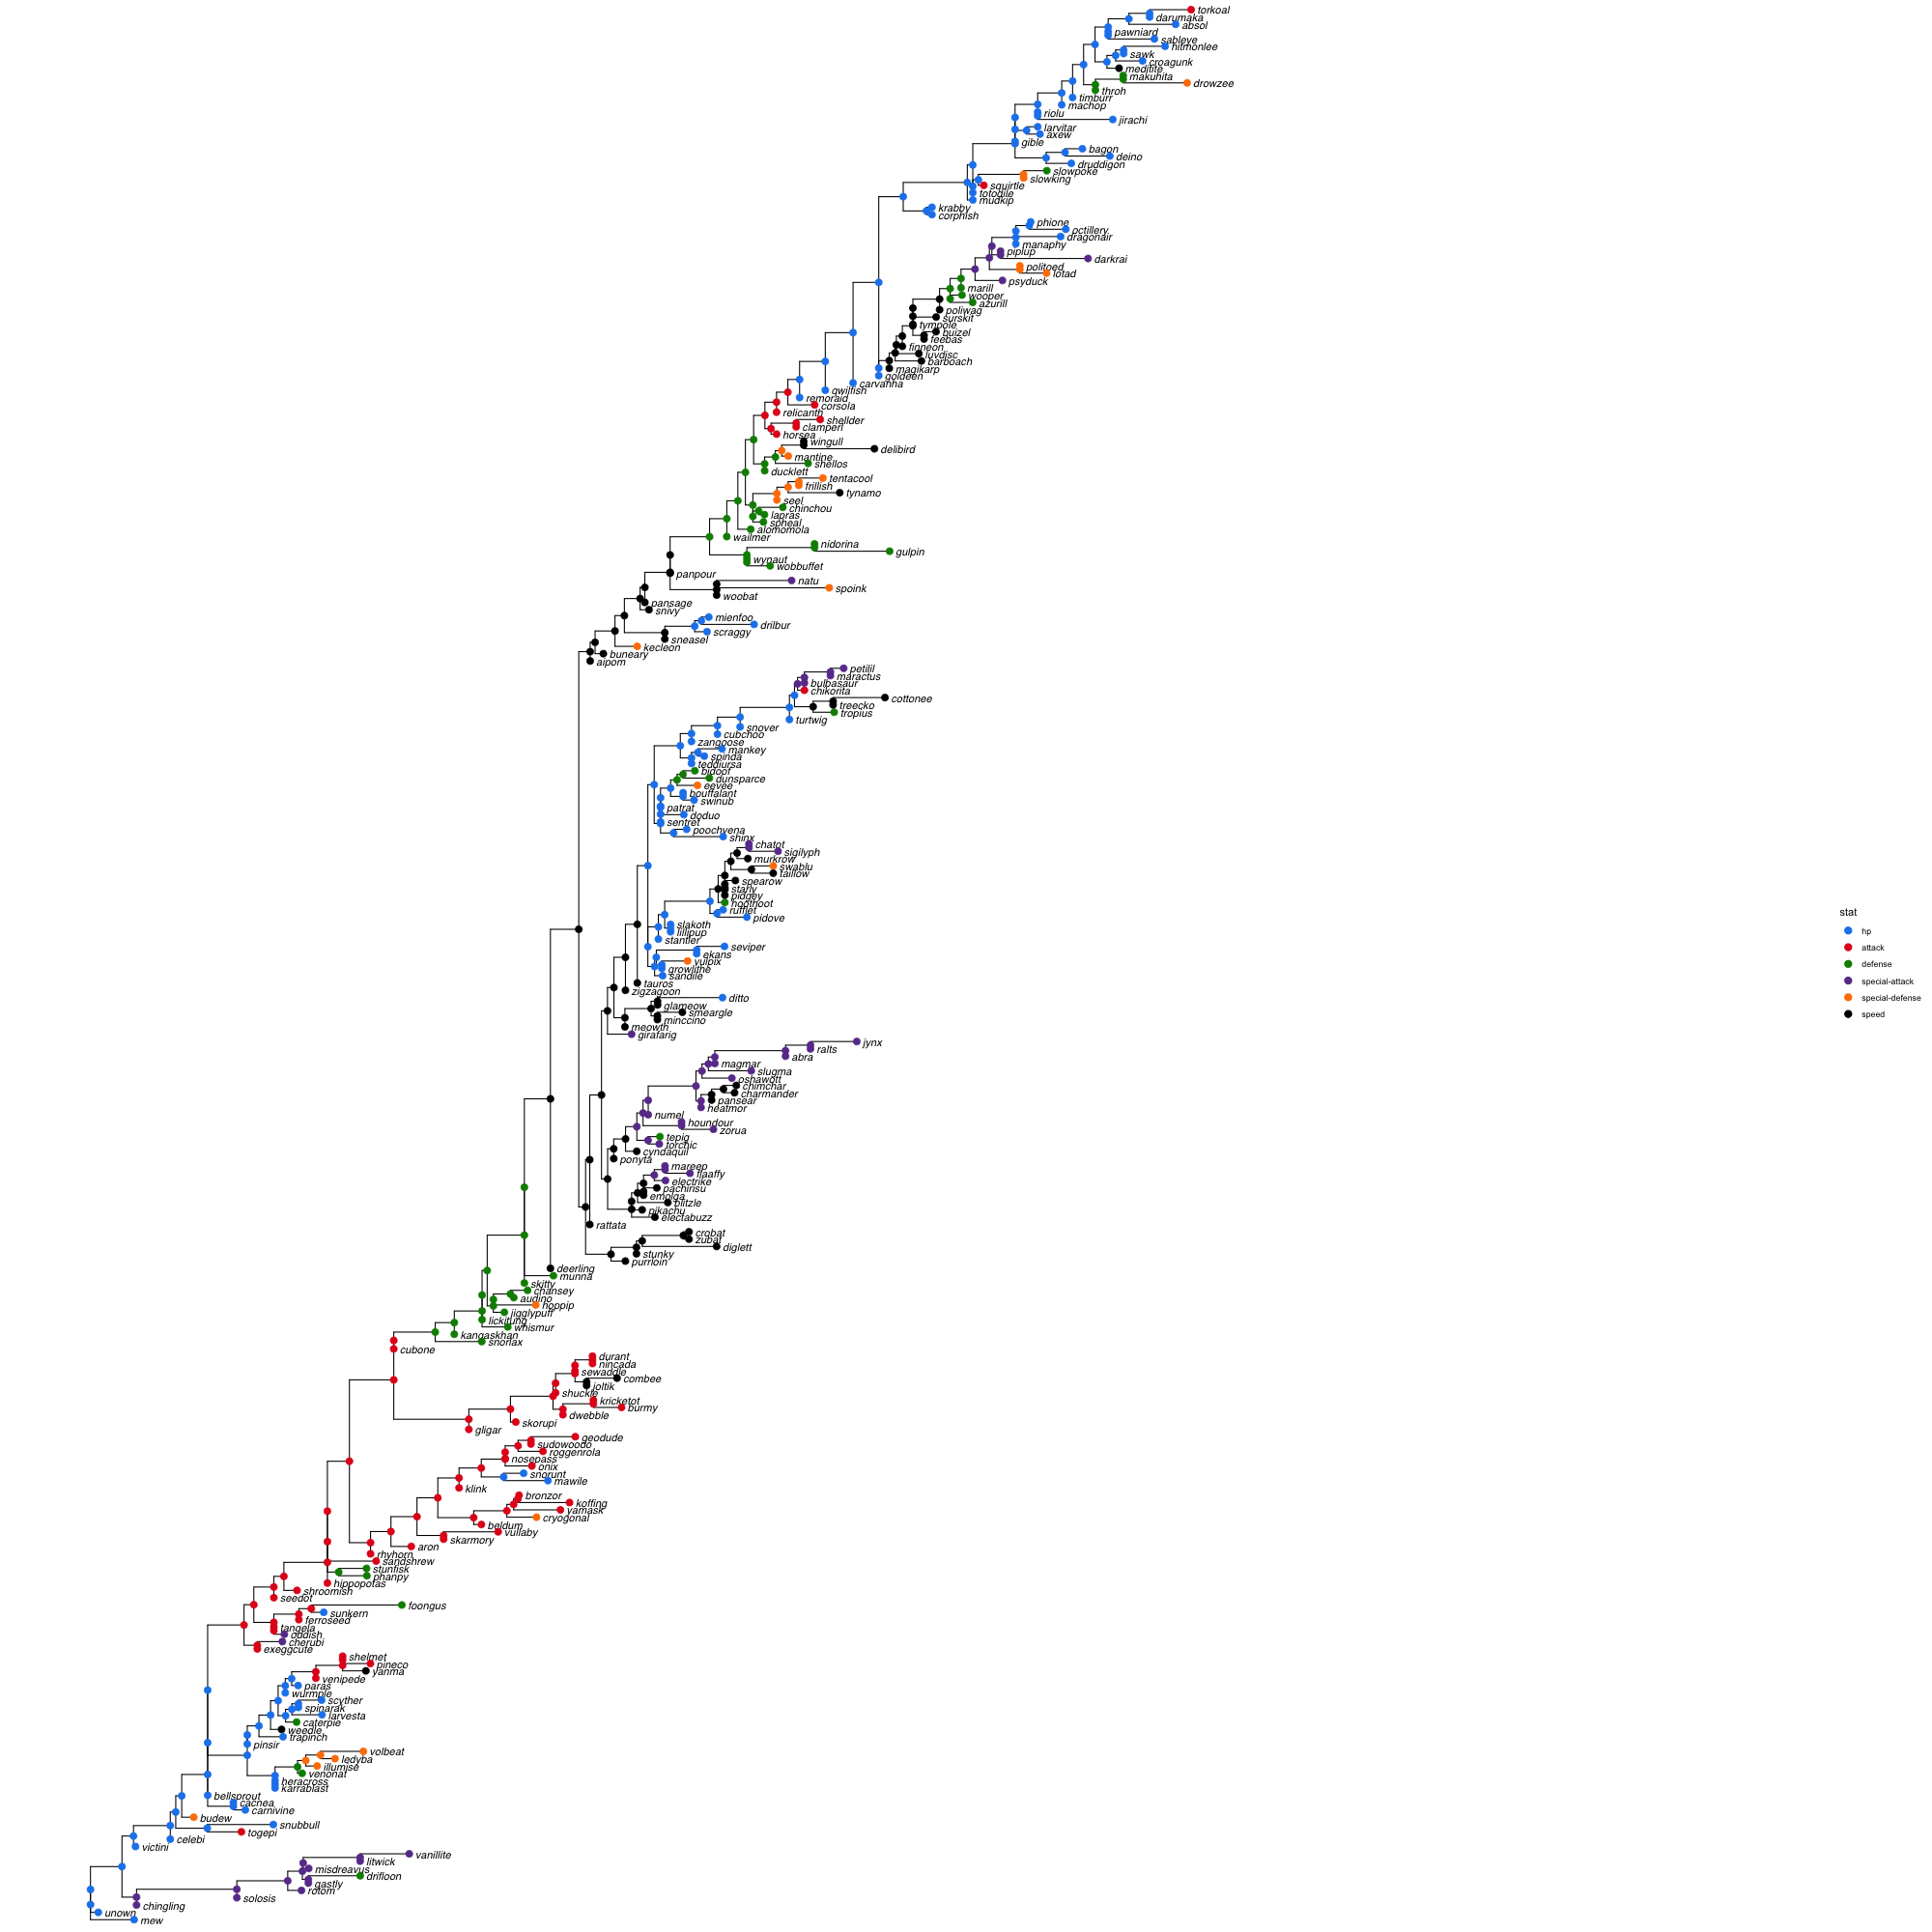 torkoal
darumaka
absol
pawniard
sableye
hitmonlee
sawk
croagunk
meditite
makuhita
drowzee
throh
timburr
machop
riolu
jirachi
larvitar
axew
gible
bagon
deino
druddigon
slowpoke
slowking
squirtle
totodile
mudkip
krabby
corphish
phione
octillery
dragonair
manaphy
piplup
darkrai
politoed
lotad
psyduck
marill
wooper
azurill
poliwag
surskit
tympole
buizel
feebas
finneon
luvdisc
barboach
magikarp
goldeen
carvanha
qwilfish
remoraid
corsola
relicanth
shellder
clamperl
horsea
wingull
delibird
mantine
shellos
ducklett
tentacool
frillish
tynamo
seel
chinchou
lapras
spheal
alomomola
wailmer
nidorina
gulpin
wynaut
wobbuffet
panpour
natu
spoink
woobat
pansage
snivy
mienfoo
drilbur
scraggy
sneasel
kecleon
buneary
aipom
petilil
maractus
bulbasaur
chikorita
cottonee
treecko
tropius
turtwig
snover
cubchoo
zangoose
mankey
spinda
teddiursa
bidoof
dunsparce
eevee
bouffalant
swinub
patrat
doduo
sentret
poochyena
shinx
chatot
sigilyph
murkrow
swablu
taillow
spearow
starly
pidgey
hoothoot
rufflet
pidove
slakoth
lillipup
stantler
seviper
ekans
vulpix
growlithe
sandile
tauros
zigzagoon
ditto
glameow
smeargle
minccino
meowth
girafarig
jynx
ralts
abra
magmar
slugma
oshawott
chimchar
charmander
pansear
heatmor
numel
houndour
zorua
tepig
torchic
cyndaquil
ponyta
mareep
flaaffy
electrike
pachirisu
emolga
blitzle
pikachu
electabuzz
rattata
crobat
zubat
diglett
stunky
purrloin
deerling
munna
skitty
chansey
audino
hoppip
jigglypuff
lickitung
whismur
kangaskhan
snorlax
cubone
durant
nincada
sewaddle
combee
joltik
shuckle
kricketot
burmy
dwebble
skorupi
gligar
geodude
sudowoodo
roggenrola
nosepass
onix
snorunt
mawile
klink
bronzor
koffing
yamask
cryogonal
beldum
vullaby
skarmory
aron
rhyhorn
sandshrew
stunfisk
phanpy
hippopotas
shroomish
seedot
foongus
sunkern
ferroseed
tangela
oddish
cherubi
exeggcute
shelmet
pineco
yanma
venipede
paras
wurmple
scyther
spinarak
larvesta
caterpie
weedle
trapinch
pinsir
volbeat
ledyba
illumise
venonat
heracross
karrablast
bellsprout
cacnea
carnivine
budew
snubbull
togepi
celebi
victini
vanillite
litwick
misdreavus
drifloon
gastly
rotom
solosis
chingling
unown
mew
stat
hp
attack
defense
special-attack
special-defense
speed